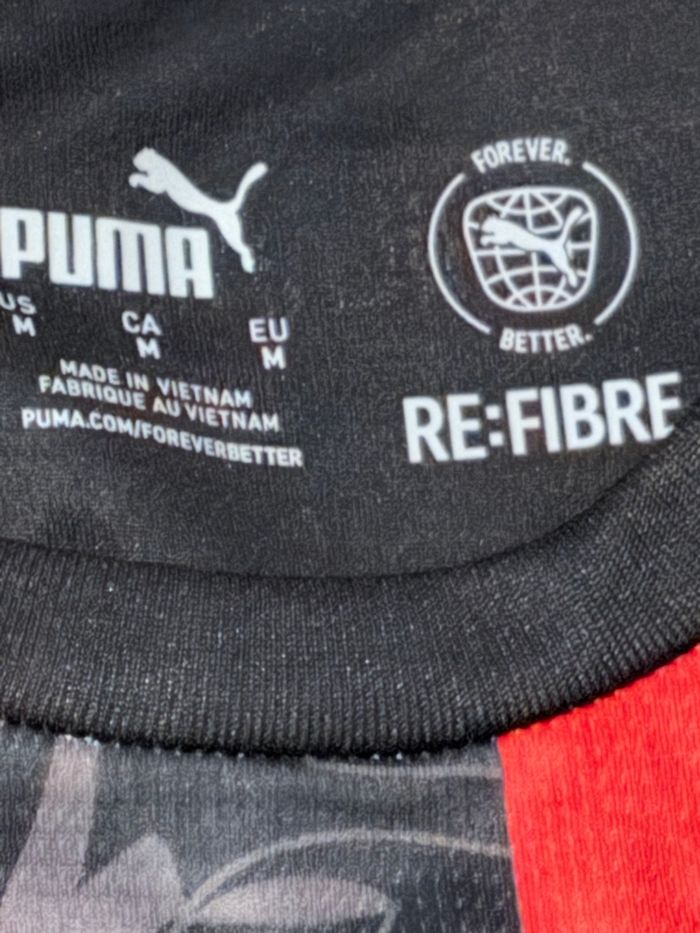 PUMA
US CA EU
M M M
MADE IN VIETNAM
FABRIQUE AU VIETNAM
PUMA.COM/FOREVERBETTER
FOREVER.
BETTER.
RE:FIBRE